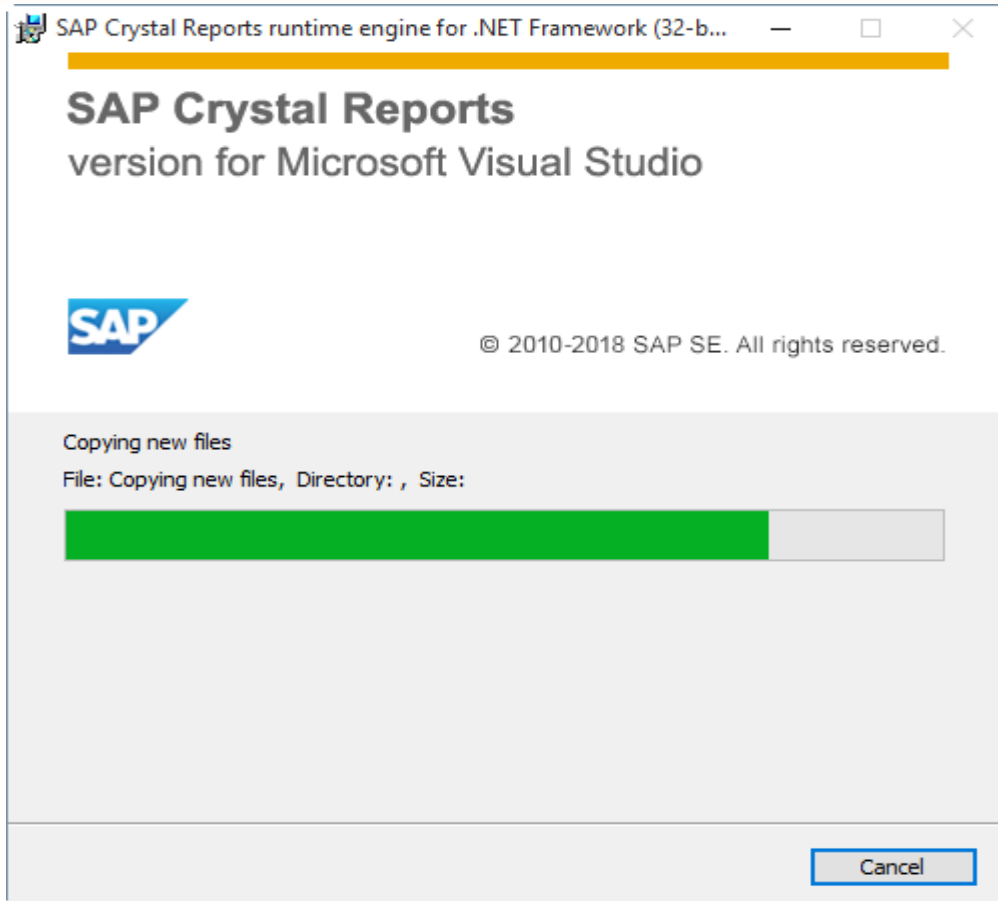 SAP Crystal Reports runtime engine for .NET Framework (32-b...
SAP Crystal Reports
version for Microsoft Visual Studio
SAP
© 2010-2018 SAP SE. All rights reserved.
Copying new files
File: Copying new files, Directory: , Size:
Cancel